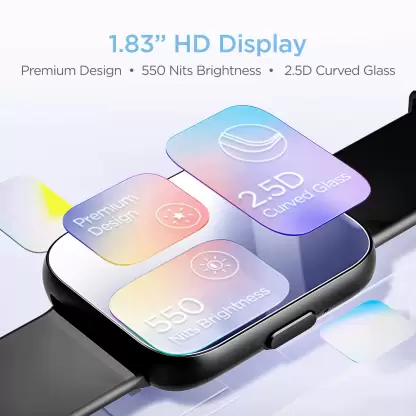 1.83” HD Display
Premium Design • 550 Nits Brightness • 2.5D Curved Glass
2.5D
Curved Glass
Premium
Design
550
Nits Brightness